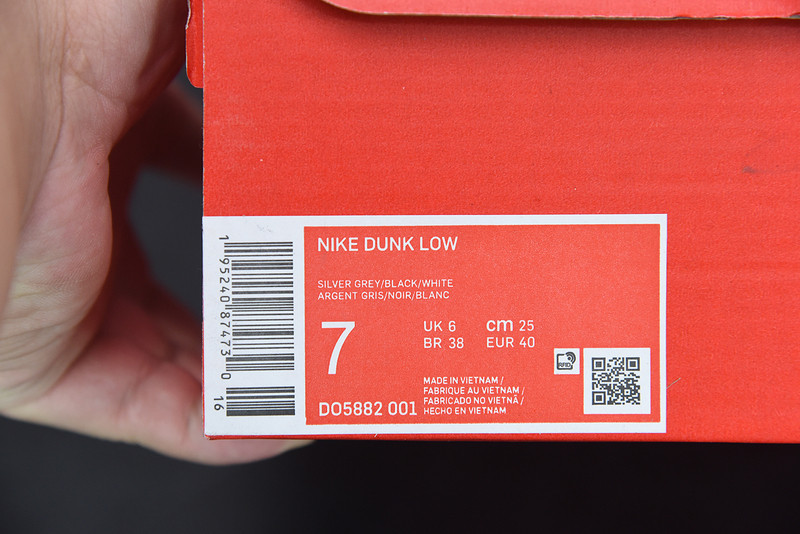 NIKE DUNK LOW
SILVER GREY/BLACK/WHITE
ARGENT GRIS/NOIR/BLANC
7
UK 6
cm 25
BR 38
EUR 40
DO5882 001
MADE IN VIETNAM /
FABRIQUE AU VIETNAM /
FABRICADO NO VIETNÃ /
HECHO EN VIETNAM
RFID
1 95240 87473 0
16